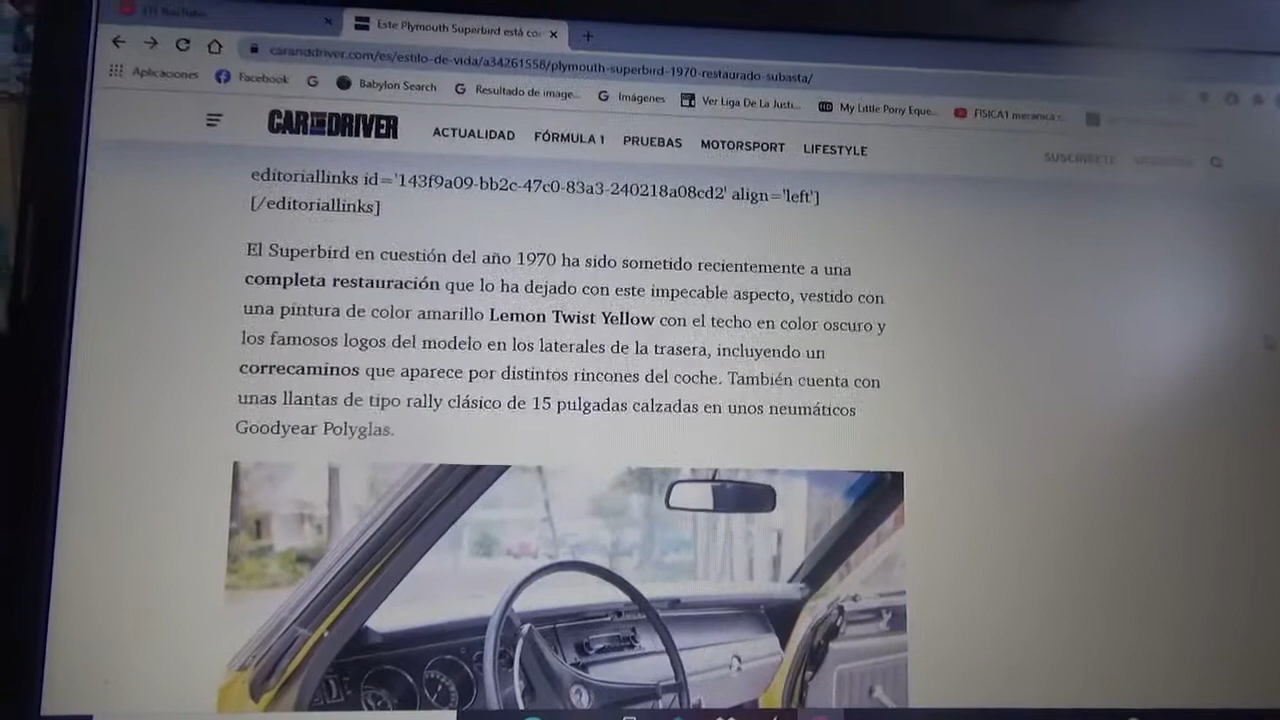 Este Plymouth Superbird está co
caranddriver.com/es/estilo-de-vida/a34261558/plymouth-superbird-1970-restaurado-subasta/
Aplicaciones Facebook Babylon Search Resultado de image... Imágenes Ver Liga De La Justi... My Little Pony Eque... FISICA1
CAR AND DRIVER ACTUALIDAD FÓRMULA 1 PRUEBAS MOTORSPORT LIFESTYLE SUSCRÍBETE
editoriallinks id='143f9a09-bb2c-47c0-83a3-240218a08cd2' align='left']
[/editoriallinks]
El Superbird en cuestión del año 1970 ha sido sometido recientemente a una
completa restauración que lo ha dejado con este impecable aspecto, vestido con
una pintura de color amarillo Lemon Twist Yellow con el techo en color oscuro y
los famosos logos del modelo en los laterales de la trasera, incluyendo un
correcaminos que aparece por distintos rincones del coche. También cuenta con
unas llantas de tipo rally clásico de 15 pulgadas calzadas en unos neumáticos
Goodyear Polyglas.